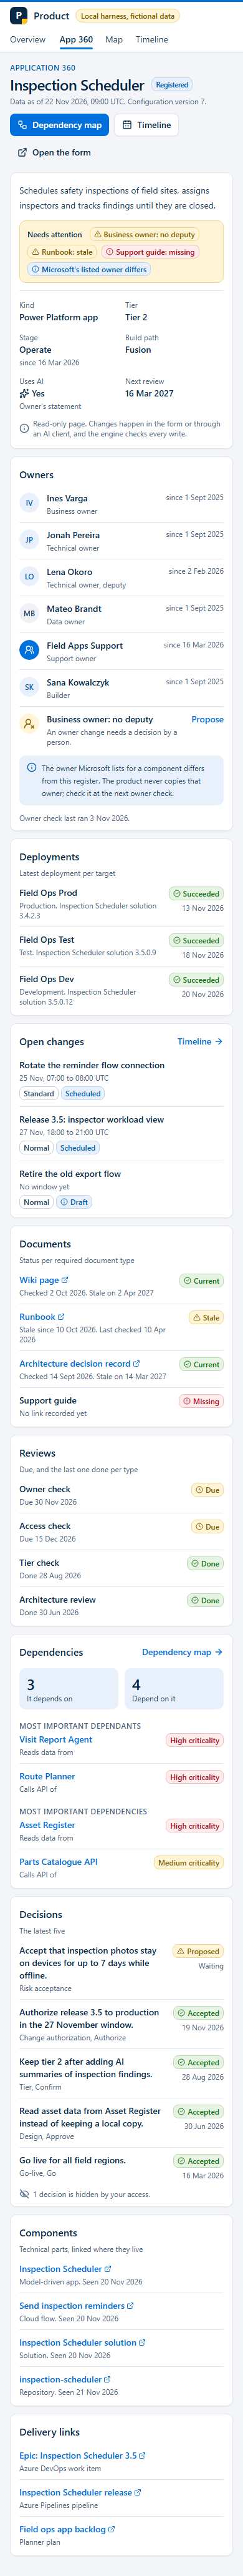 P Product Local harness, fictional data
Overview App 360 Map Timeline
APPLICATION 360
Inspection Scheduler Registered
Data as of 22 Nov 2026, 09:00 UTC. Configuration version 7.
Dependency map Timeline
Open the form
Schedules safety inspections of field sites, assigns
inspectors and tracks findings until they are closed.
Needs attention Business owner: no deputy
Runbook: stale Support guide: missing
Microsoft's listed owner differs
Kind Tier
Power Platform app Tier 2
Stage Build path
Operate Fusion
since 16 Mar 2026
Uses AI Next review
Yes 16 Mar 2027
Owner's statement
Read-only page. Changes happen in the form or through
an AI client, and the engine checks every write.
Owners
IV Ines Varga since 1 Sept 2025
Business owner
JP Jonah Pereira since 1 Sept 2025
Technical owner
LO Lena Okoro since 2 Feb 2026
Technical owner, deputy
MB Mateo Brandt since 1 Sept 2025
Data owner
Field Apps Support since 16 Mar 2026
Support owner
SK Sana Kowalczyk since 1 Sept 2025
Builder
Business owner: no deputy Propose
An owner change needs a decision by a
person.
The owner Microsoft lists for a component differs
from this register. The product never copies that
owner; check it at the next owner check.
Owner check last ran 3 Nov 2026.
Deployments
Latest deployment per target
Field Ops Prod Succeeded
Production. Inspection Scheduler solution 13 Nov 2026
3.4.2.3
Field Ops Test Succeeded
Test. Inspection Scheduler solution 3.5.0.9 18 Nov 2026
Field Ops Dev Succeeded
Development. Inspection Scheduler 20 Nov 2026
solution 3.5.0.12
Open changes Timeline
Rotate the reminder flow connection
25 Nov, 07:00 to 08:00 UTC
Standard Scheduled
Release 3.5: inspector workload view
27 Nov, 18:00 to 21:00 UTC
Normal Scheduled
Retire the old export flow
No window yet
Normal Draft
Documents
Status per required document type
Wiki page Current
Checked 2 Oct 2026. Stale on 2 Apr 2027
Runbook Stale
Stale since 10 Oct 2026. Last checked 10 Apr
2026
Architecture decision record Current
Checked 14 Sept 2026. Stale on 14 Mar 2027
Support guide Missing
No link recorded yet
Reviews
Due, and the last one done per type
Owner check Due
Due 30 Nov 2026
Access check Due
Due 15 Dec 2026
Tier check Done
Done 28 Aug 2026
Architecture review Done
Done 30 Jun 2026
Dependencies Dependency map
3 4
It depends on Depend on it
MOST IMPORTANT DEPENDANTS
Visit Report Agent High criticality
Reads data from
Route Planner High criticality
Calls API of
MOST IMPORTANT DEPENDENCIES
Asset Register High criticality
Reads data from
Parts Catalogue API Medium criticality
Calls API of
Decisions
The latest five
Accept that inspection photos stay Proposed
on devices for up to 7 days while Waiting
offline.
Risk acceptance
Authorize release 3.5 to production Accepted
in the 27 November window. 19 Nov 2026
Change authorization, Authorize
Keep tier 2 after adding AI Accepted
summaries of inspection findings. 28 Aug 2026
Tier, Confirm
Read asset data from Asset Register Accepted
instead of keeping a local copy. 30 Jun 2026
Design, Approve
Go live for all field regions. Accepted
Go-live, Go 16 Mar 2026
1 decision is hidden by your access.
Components
Technical parts, linked where they live
Inspection Scheduler
Model-driven app. Seen 20 Nov 2026
Send inspection reminders
Cloud flow. Seen 20 Nov 2026
Inspection Scheduler solution
Solution. Seen 20 Nov 2026
inspection-scheduler
Repository. Seen 21 Nov 2026
Delivery links
Epic: Inspection Scheduler 3.5
Azure DevOps work item
Inspection Scheduler release
Azure Pipelines pipeline
Field ops app backlog
Planner plan